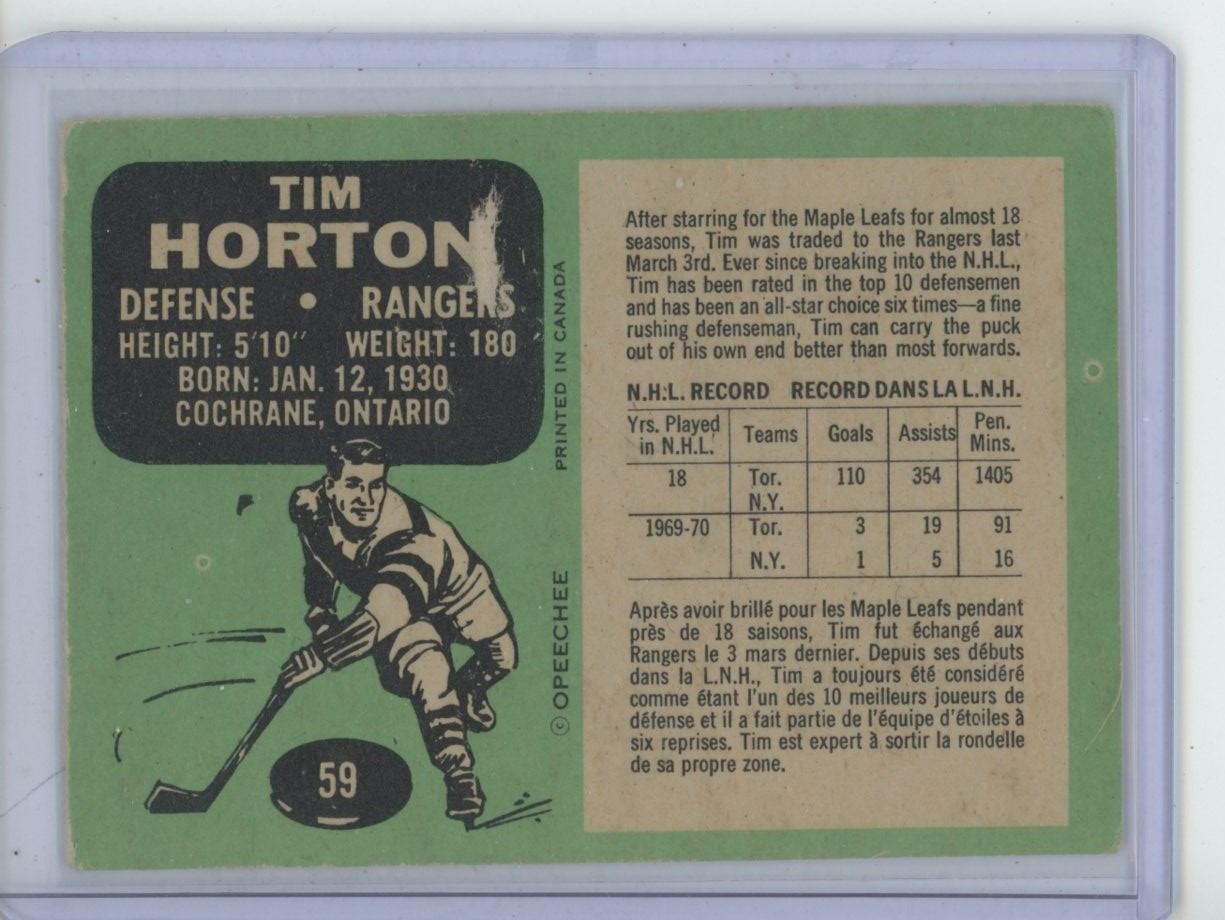 TIM
HORTON
DEFENSE • RANGERS
HEIGHT: 5'10" WEIGHT: 180
BORN: JAN. 12, 1930
COCHRANE, ONTARIO
59
© OPEECHEE PRINTED IN CANADA
After starring for the Maple Leafs for almost 18
seasons, Tim was traded to the Rangers last
March 3rd. Ever since breaking into the N.H.L.,
Tim has been rated in the top 10 defensemen
and has been an all-star choice six times—a fine
rushing defenseman, Tim can carry the puck
out of his own end better than most forwards.
N.H.L. RECORD RECORD DANS LA L.N.H.
Yrs. Played in N.H.L. Teams Goals Assists Pen. Mins.
18 Tor. N.Y. 110 354 1405
1969-70 Tor. 3 19 91
N.Y. 1 5 16
Après avoir brillé pour les Maple Leafs pendant
près de 18 saisons, Tim fut échangé aux
Rangers le 3 mars dernier. Depuis ses débuts
dans la L.N.H., Tim a toujours été considéré
comme étant l'un des 10 meilleurs joueurs de
défense et il a fait partie de l'équipe d'étoiles à
six reprises. Tim est expert à sortir la rondelle
de sa propre zone.